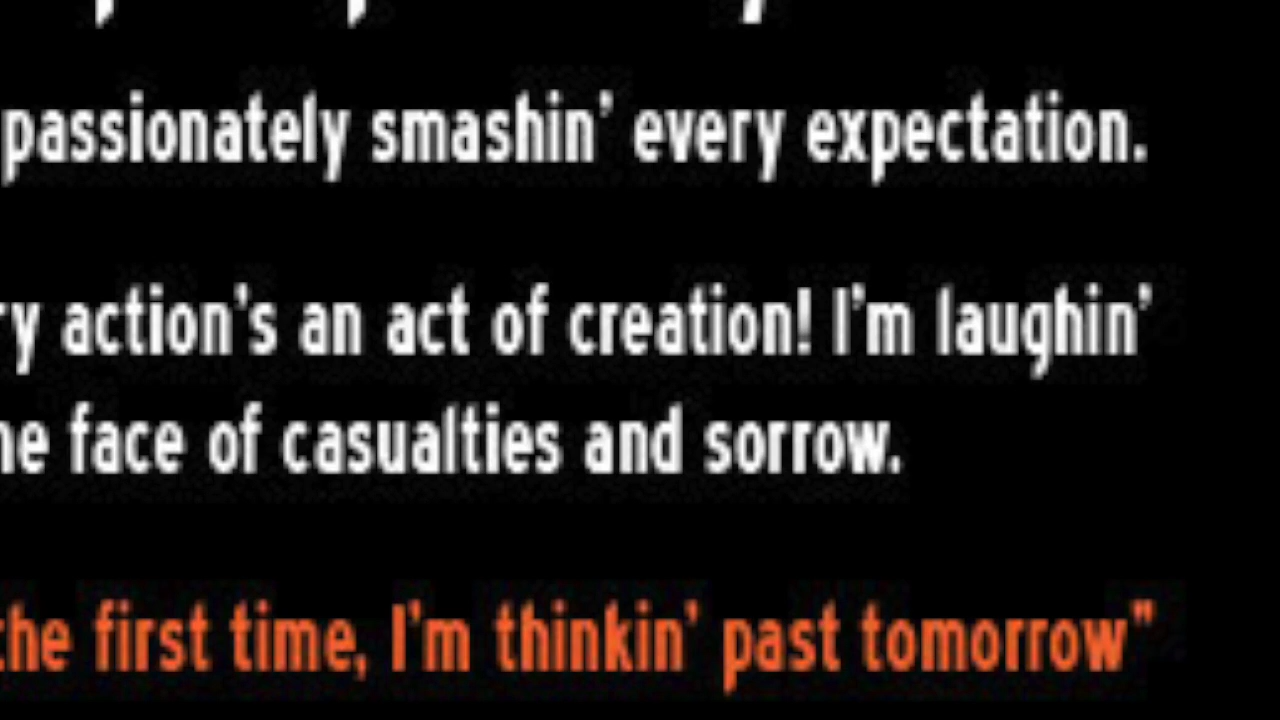 passionately smashin' every expectation.
ry action's an act of creation! I'm laughin'
he face of casualties and sorrow.
the first time, I'm thinkin' past tomorrow"